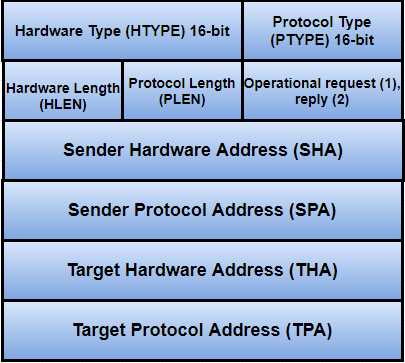 Hardware Type (HTYPE) 16-bit
Protocol Type
(PTYPE) 16-bit
Hardware Length
(HLEN)
Protocol Length
(PLEN)
Operational request (1),
reply (2)
Sender Hardware Address (SHA)
Sender Protocol Address (SPA)
Target Hardware Address (THA)
Target Protocol Address (TPA)